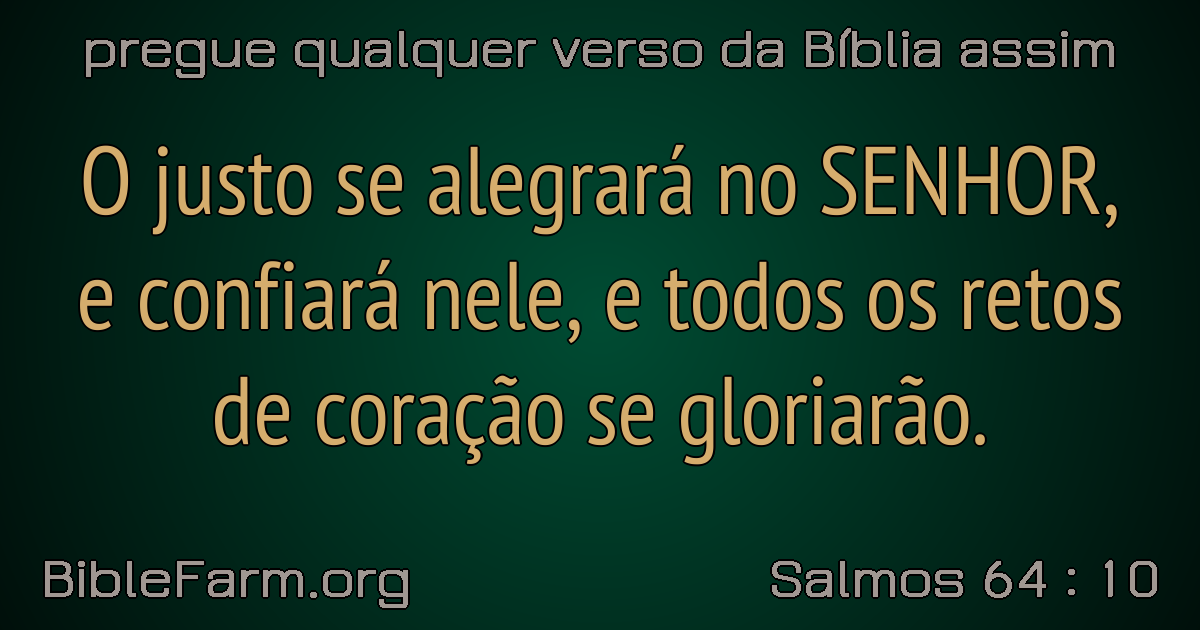 pregue qualquer verso da Bíblia assim
O justo se alegrará no SENHOR,
e confiará nele, e todos os retos
de coração se gloriarão.
BibleFarm.org
Salmos 64 : 10